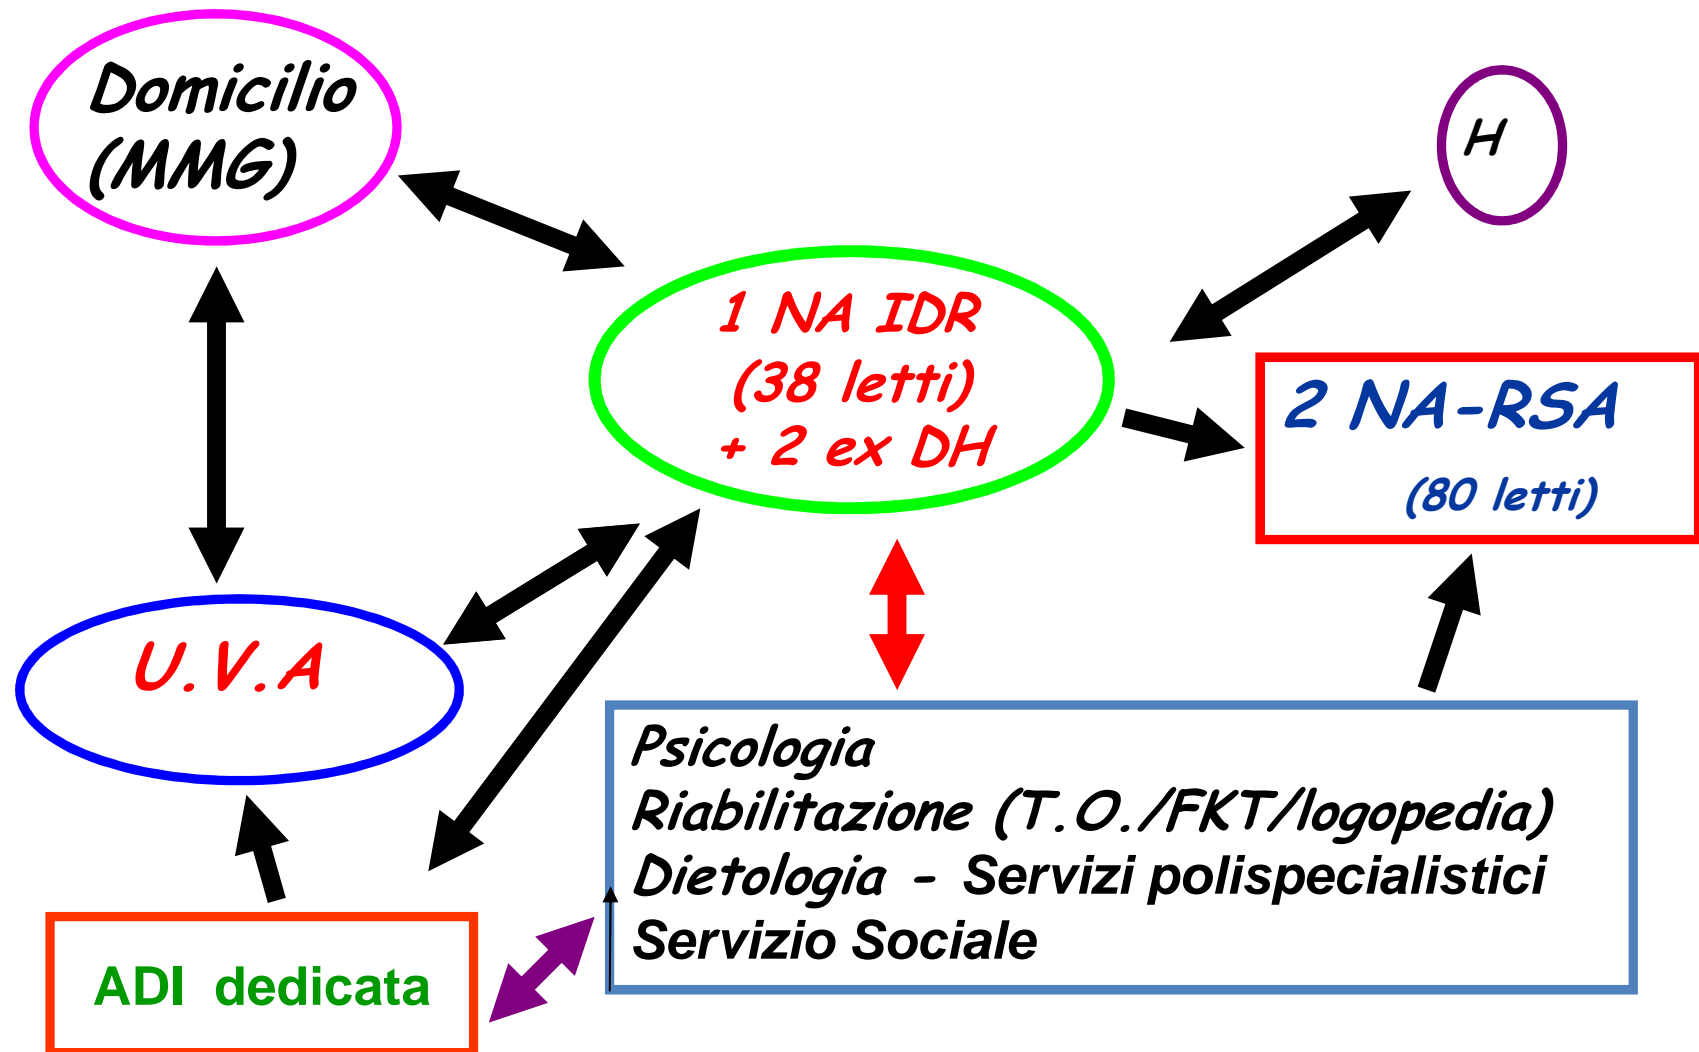 Domicilio
(MMG)
H
1 NA IDR
(38 letti)
+ 2 ex DH
2 NA-RSA
(80 letti)
U.V.A
Psicologia
Riabilitazione (T.O./FKT/logopedia)
Dietologia - Servizi polispecialistici
Servizio Sociale
ADI dedicata